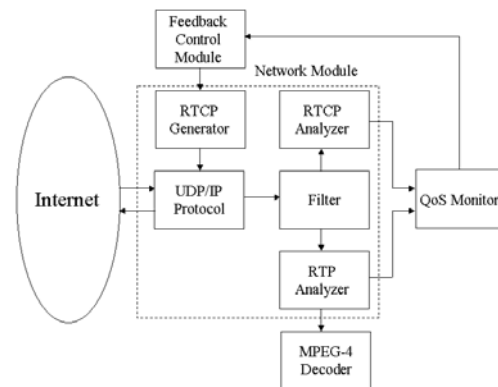 Feedback
Control
Module
Network Module
RTCP
Generator
RTCP
Analyzer
Internet
UDP/IP
Protocol
Filter
QoS Monitor
RTP
Analyzer
MPEG-4
Decoder